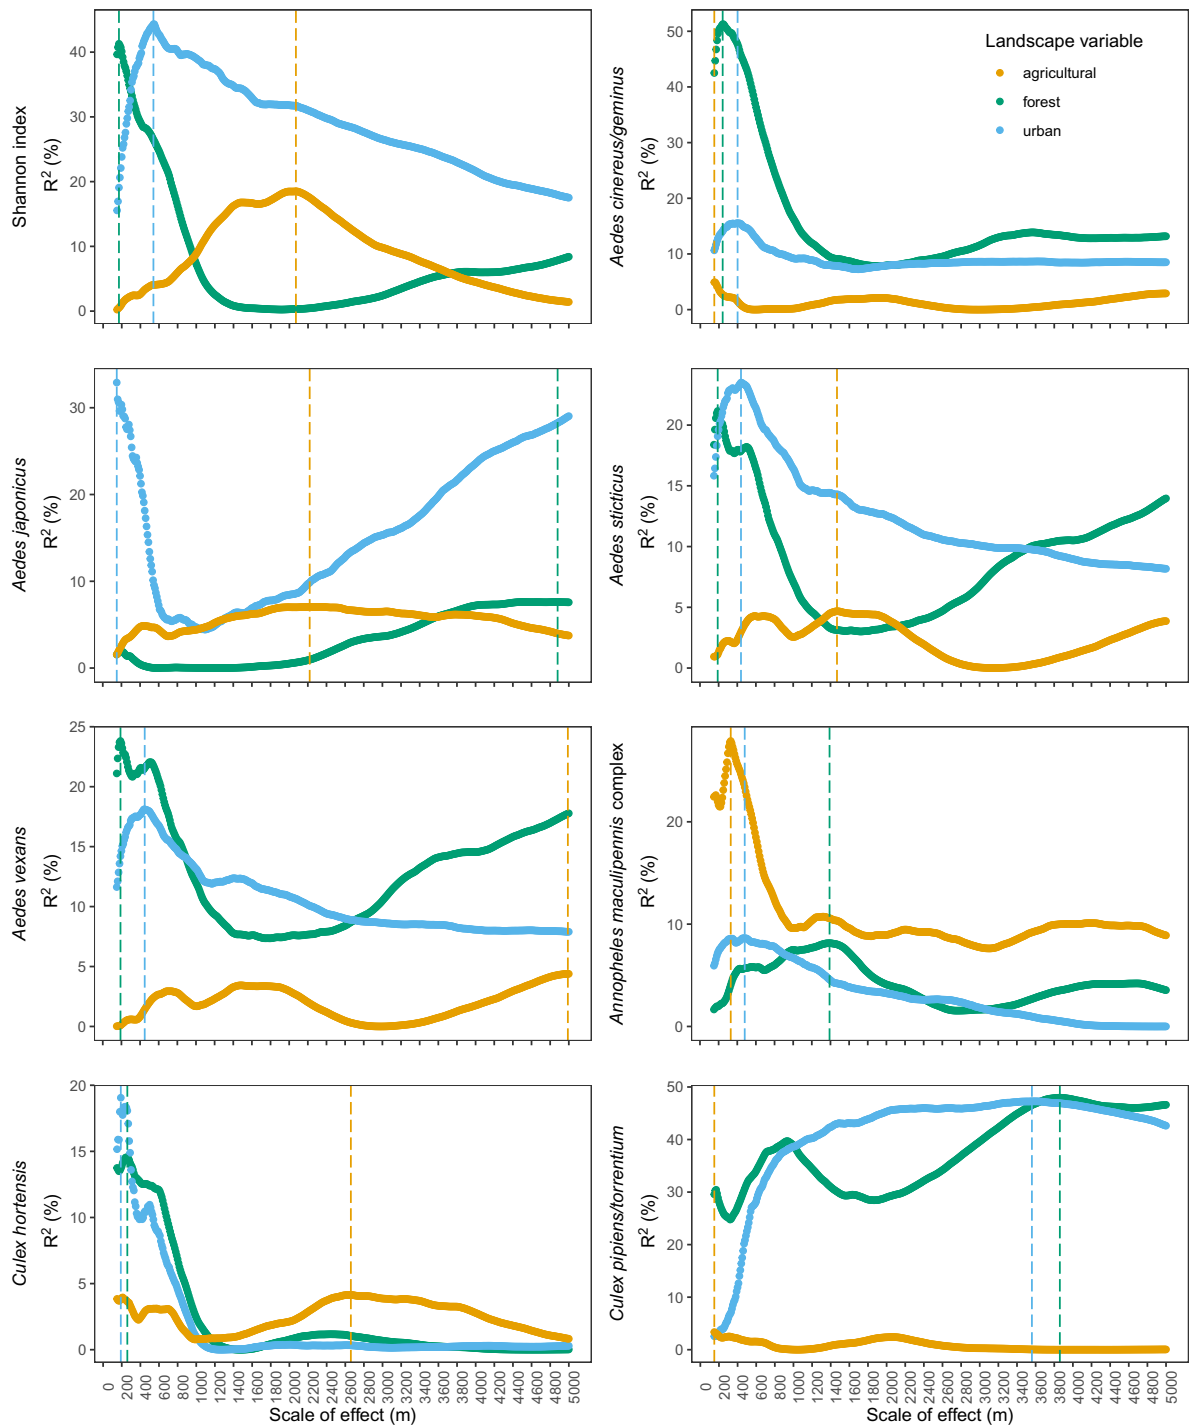 Shannon index
R² (%)
40
30
20
10
0
Aedes cinereus/geminus
R² (%)
50
40
30
20
10
0
Landscape variable
agricultural
forest
urban
Aedes japonicus
R² (%)
30
20
10
0
Aedes sticticus
R² (%)
20
15
10
5
0
Aedes vexans
R² (%)
25
20
15
10
5
0
Annopheles maculipennis complex
R² (%)
20
10
0
Culex hortensis
R² (%)
20
15
10
5
0
Culex pipiens/torrentium
R² (%)
50
40
30
20
10
0
0 200 400 600 800 1000 1200 1400 1600 1800 2000 2200 2400 2600 2800 3000 3200 3400 3600 3800 4000 4200 4400 4600 4800 5000
Scale of effect (m)
0 200 400 600 800 1000 1200 1400 1600 1800 2000 2200 2400 2600 2800 3000 3200 3400 3600 3800 4000 4200 4400 4600 4800 5000
Scale of effect (m)